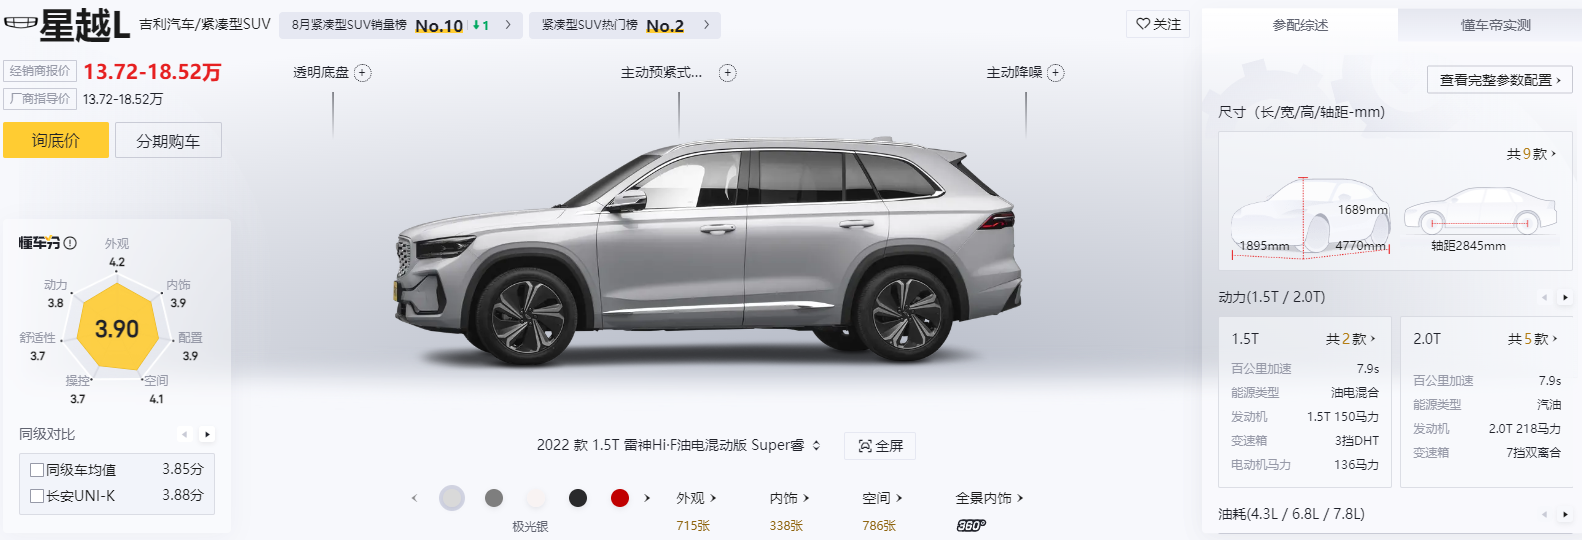 星越L
吉利汽车/紧凑型SUV
8月紧凑型SUV销量榜 No.10 1
紧凑型SUV热门榜 No.2
关注
经销商报价 13.72-18.52万
厂商指导价 13.72-18.52万
询底价
分期购车
透明底盘
主动预紧式...
主动降噪
懂车分
外观
4.2
动力
3.8
内饰
3.9
3.90
舒适性
3.7
配置
3.9
操控
3.7
空间
4.1
同级对比
同级车均值 3.85分
长安UNI-K 3.88分
2022 款 1.5T 雷神Hi·F油电混动版 Super睿
全屏
极光银
外观
715张
内饰
338张
空间
786张
全景内饰
360°
参配综述
懂车帝实测
查看完整参数配置
尺寸（长/宽/高/轴距-mm)
共9款
1689mm
1895mm
4770mm
轴距2845mm
动力(1.5T / 2.0T)
1.5T 共2款
百公里加速 7.9s
能源类型 油电混合
发动机 1.5T 150马力
变速箱 3挡DHT
电动机马力 136马力
2.0T 共5款
百公里加速 7.9s
能源类型 汽油
发动机 2.0T 218马力
变速箱 7挡双离合
油耗(4.3L / 6.8L / 7.8L)